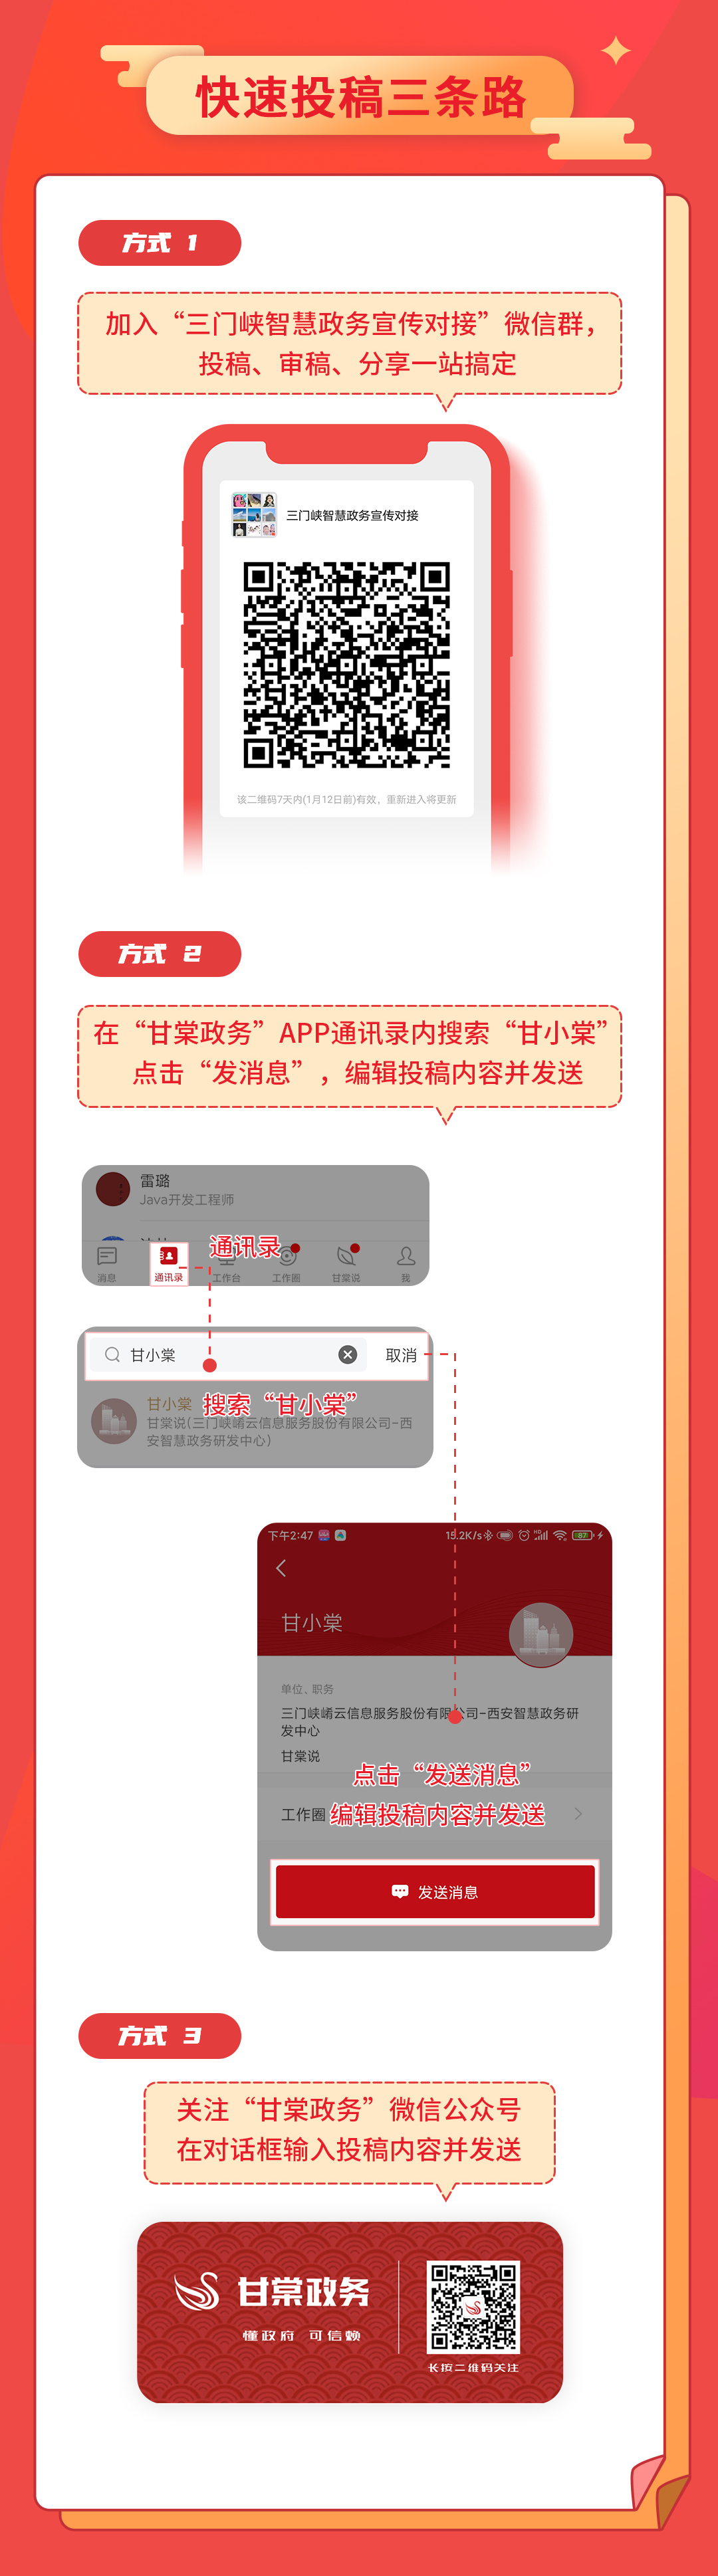 快速投稿三条路
方式 1
加入“三门峡智慧政务宣传对接”微信群，
投稿、审稿、分享一站搞定
三门峡智慧政务宣传对接
该二维码7天内(1月12日前)有效，重新进入将更新
方式 2
在“甘棠政务”APP通讯录内搜索“甘小棠”
点击“发消息”，编辑投稿内容并发送
雷璐
Java开发工程师
通讯录
消息
通讯录
工作台
工作圈
甘棠说
我
甘小棠
取消
甘小棠
搜索“甘小棠”
甘棠说(三门峡崤云信息服务股份有限公司-西
安智慧政务研发中心)
下午2:47
15.2K/s
87
甘小棠
单位、职务
三门峡崤云信息服务股份有限公司-西安智慧政务研
发中心
甘棠说
点击“发送消息”
工作圈
编辑投稿内容并发送
发送消息
方式 3
关注“甘棠政务”微信公众号
在对话框输入投稿内容并发送
甘棠政务
懂政府 可信赖
长按二维码关注